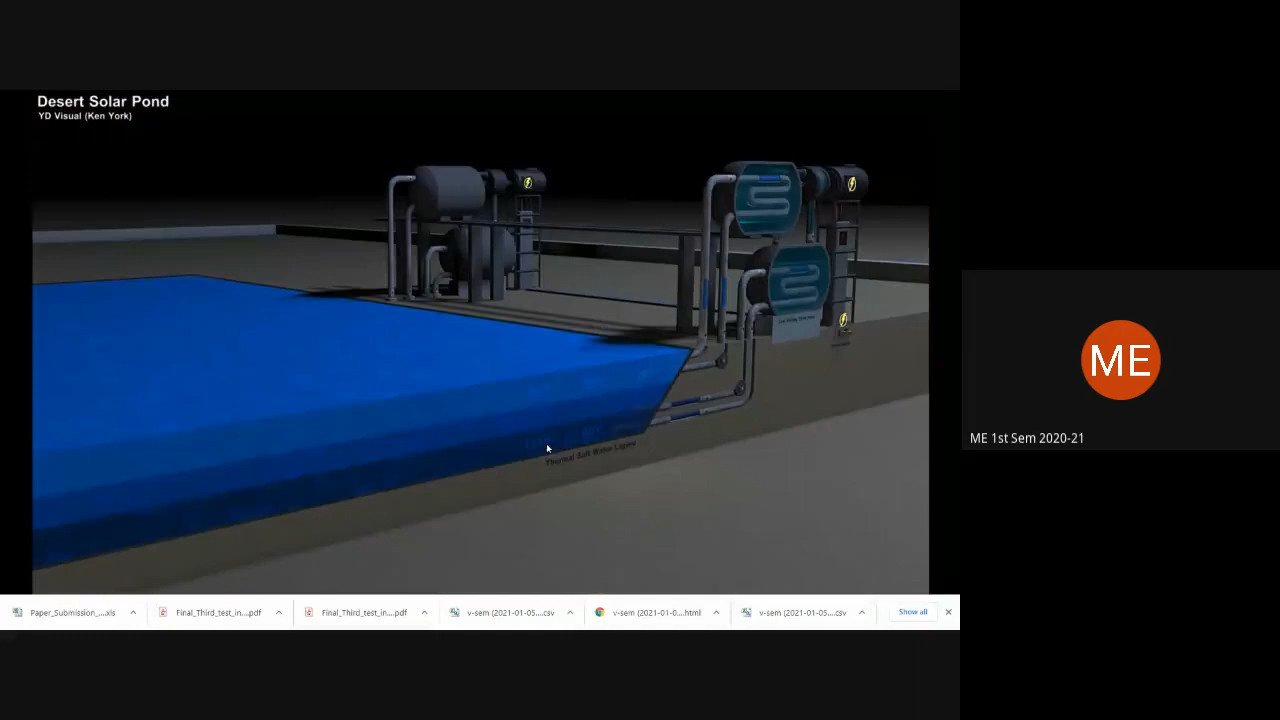 Desert Solar Pond
YD Visual (Ken York)
Thermal Salt Water Layers
Paper_Submission_....xls
Final_Third_test_in....pdf
Final_Third_test_in....pdf
v-sem (2021-01-05....csv
v-sem (2021-01-0....html
v-sem (2021-01-05....csv
Show all
ME
ME 1st Sem 2020-21